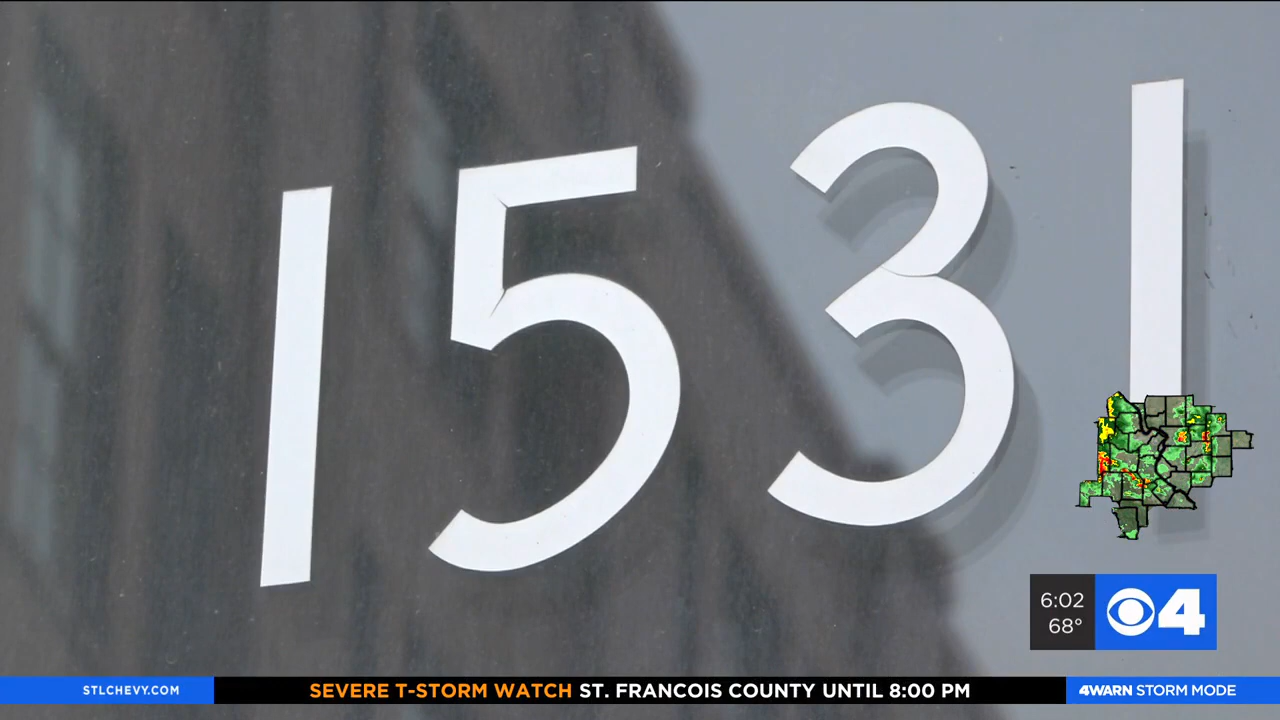 1531
6:02
68°
4
STLCHEVY.COM
SEVERE T-STORM WATCH ST. FRANCOIS COUNTY UNTIL 8:00 PM
4WARN STORM MODE